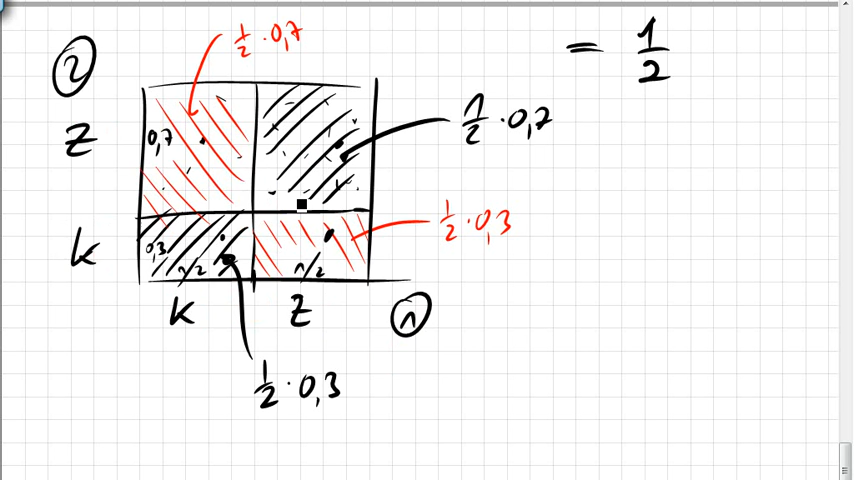 2
1/2 · 0,7
= 1/2
Z
0,7
1/2 · 0,7
k
0,3
1/2
1/2
1/2 · 0,3
k
Z
1
1/2 · 0,3